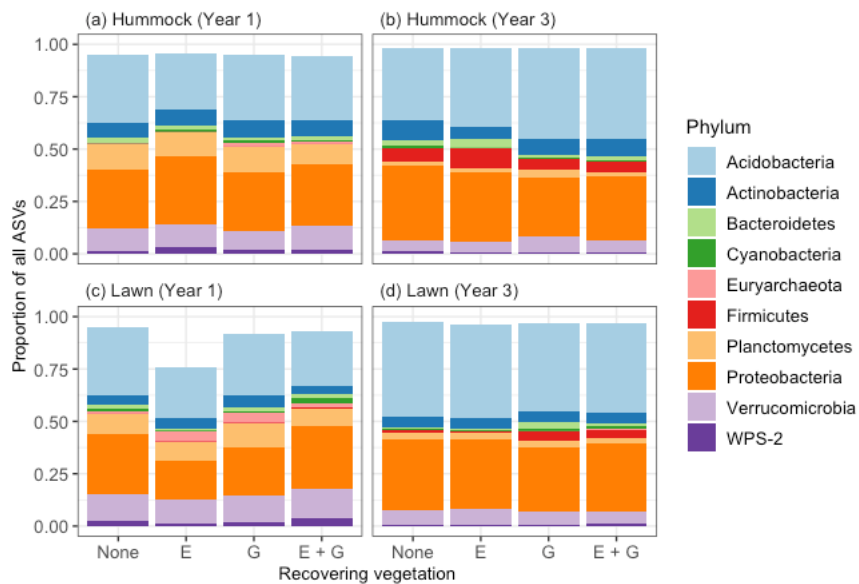 (a) Hummock (Year 1)
(b) Hummock (Year 3)
1.00
0.75
0.50
0.25
0.00
(c) Lawn (Year 1)
(d) Lawn (Year 3)
1.00
0.75
0.50
0.25
0.00
Proportion of all ASVs
None E G E + G
None E G E + G
Recovering vegetation
Phylum
Acidobacteria
Actinobacteria
Bacteroidetes
Cyanobacteria
Euryarchaeota
Firmicutes
Planctomycetes
Proteobacteria
Verrucomicrobia
WPS-2